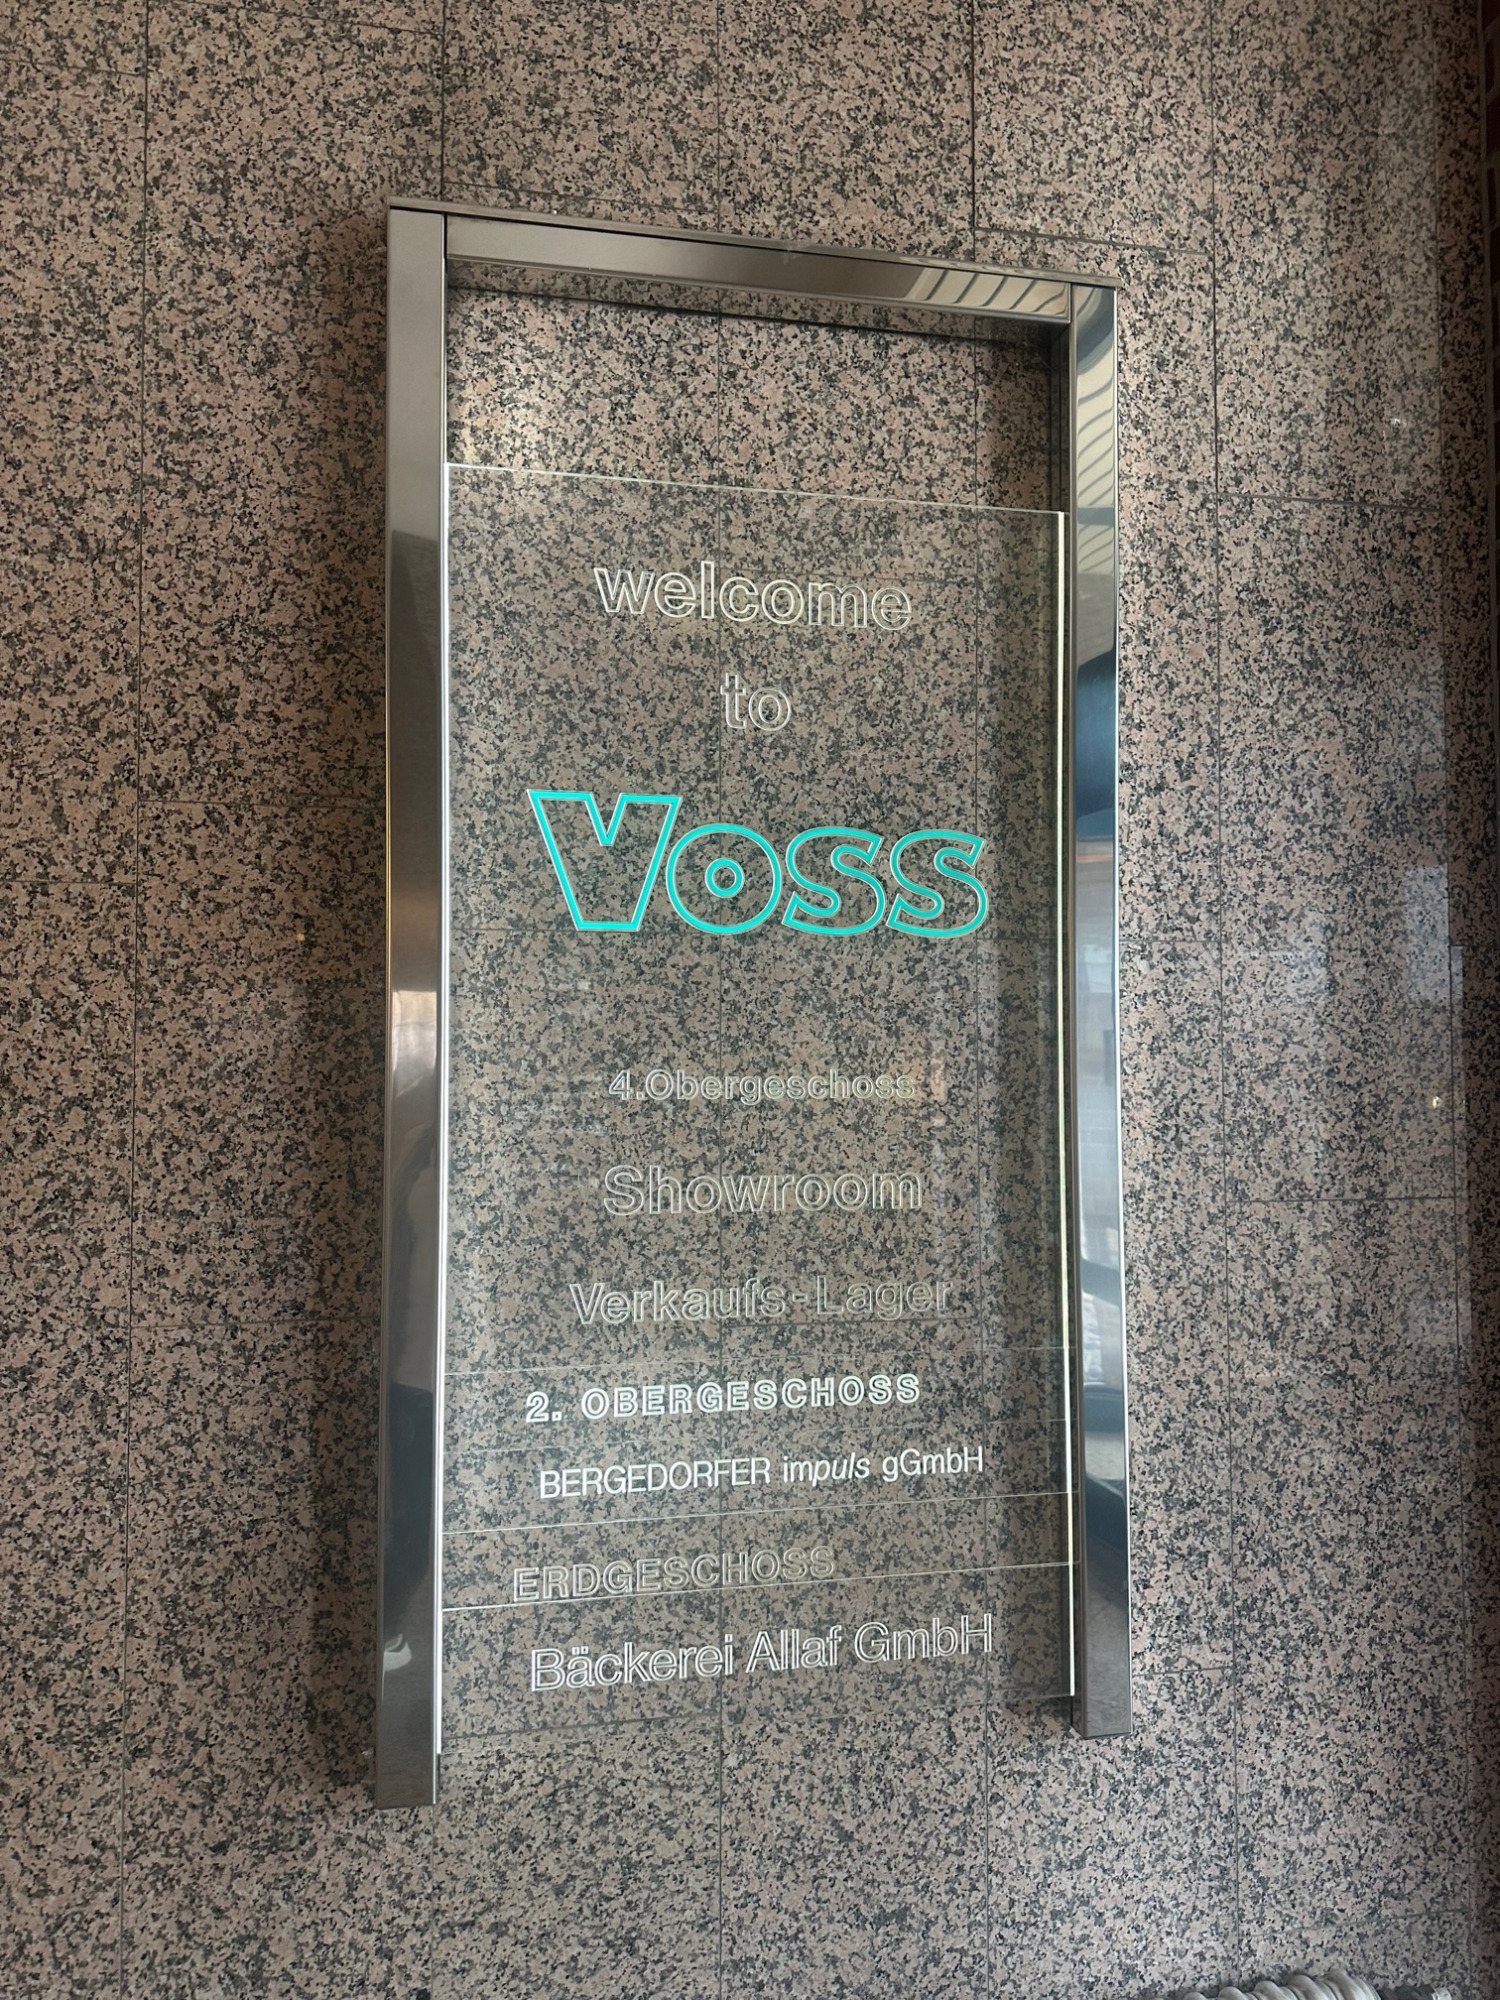 welcome
to
Voss
4.Obergeschoss
Showroom
Verkaufs-Lager
2. OBERGESCHOSS
BERGEDORFER impuls gGmbH
ERDGESCHOSS
Bäckerei Allaf GmbH